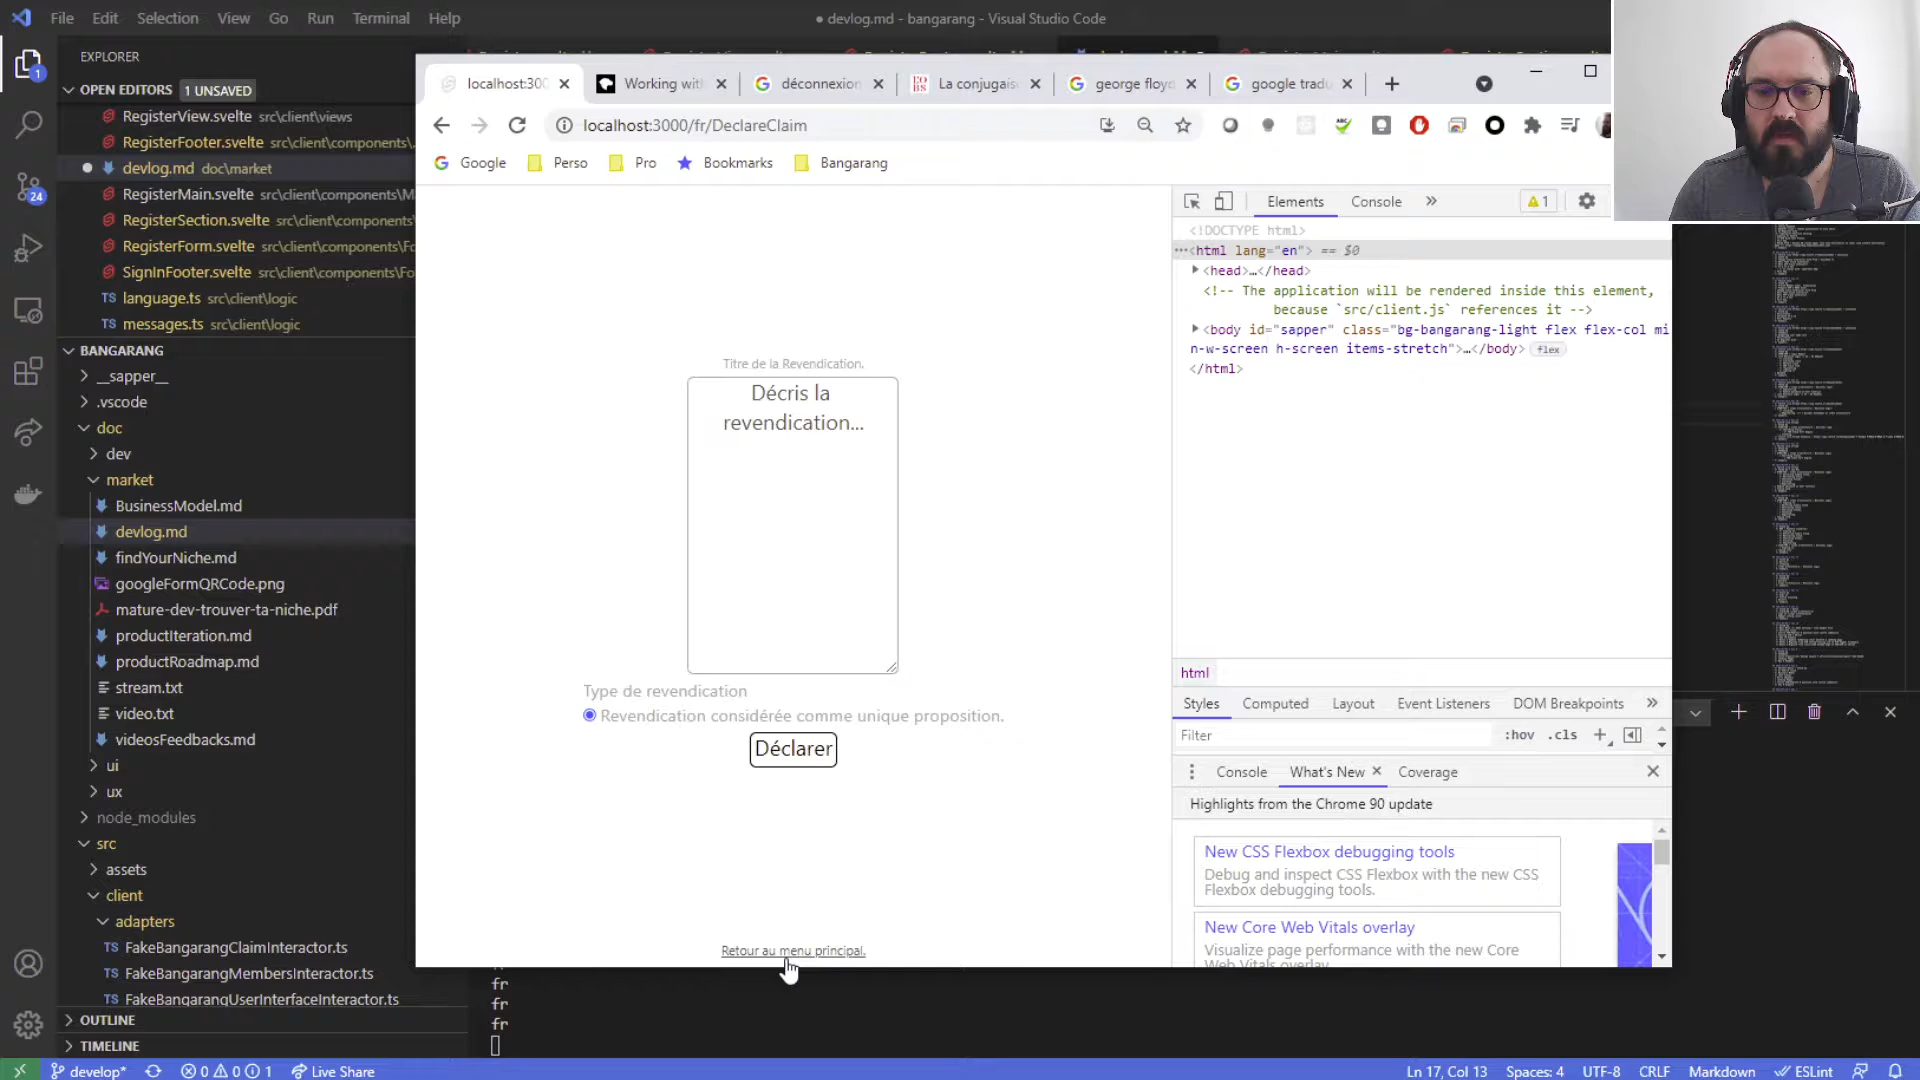 File Edit Selection View Go Run Terminal Help
● devlog.md - bangarang - Visual Studio Code
EXPLORER
OPEN EDITORS 1 UNSAVED
RegisterView.svelte src\client\views
RegisterFooter.svelte src\client\components\...
devlog.md doc\market
RegisterMain.svelte src\client\components\M
RegisterSection.svelte src\client\components
RegisterForm.svelte src\client\components\Fo
SignInFooter.svelte src\client\components\Fo
TS language.ts src\client\logic
TS messages.ts src\client\logic
BANGARANG
__sapper__
.vscode
doc
dev
market
BusinessModel.md
devlog.md
findYourNiche.md
googleFormQRCode.png
mature-dev-trouver-ta-niche.pdf
productIteration.md
productRoadmap.md
stream.txt
video.txt
videosFeedbacks.md
ui
ux
node_modules
src
assets
client
adapters
TS FakeBangarangClaimInteractor.ts
TS FakeBangarangMembersInteractor.ts
TS FakeBangarangUserInterfaceInteractor.ts
OUTLINE
TIMELINE
1
24
localhost:300 Working with déconnexion La conjugais george floyd google tradu
localhost:3000/fr/DeclareClaim
Google Perso Pro Bookmarks Bangarang
Titre de la Revendication.
Décris la
revendication...
Type de revendication
Revendication considérée comme unique proposition.
Déclarer
Retour au menu principal.
Elements Console » 1
<!DOCTYPE html>
<html lang="en"> == $0
<head>…</head>
<!-- The application will be rendered inside this element,
because `src/client.js` references it -->
<body id="sapper" class="bg-bangarang-light flex flex-col mi
n-w-screen h-screen items-stretch">…</body> flex
</html>
html
Styles Computed Layout Event Listeners DOM Breakpoints »
Filter :hov .cls
Console What's New Coverage
Highlights from the Chrome 90 update
New CSS Flexbox debugging tools
Debug and inspect CSS Flexbox with the new CSS
Flexbox debugging tools.
New Core Web Vitals overlay
Visualize page performance with the new Core
Web Vitals overlay
fr
fr
fr
develop* 0 0 1 Live Share
Ln 17, Col 13 Spaces: 4 UTF-8 CRLF Markdown ESLint